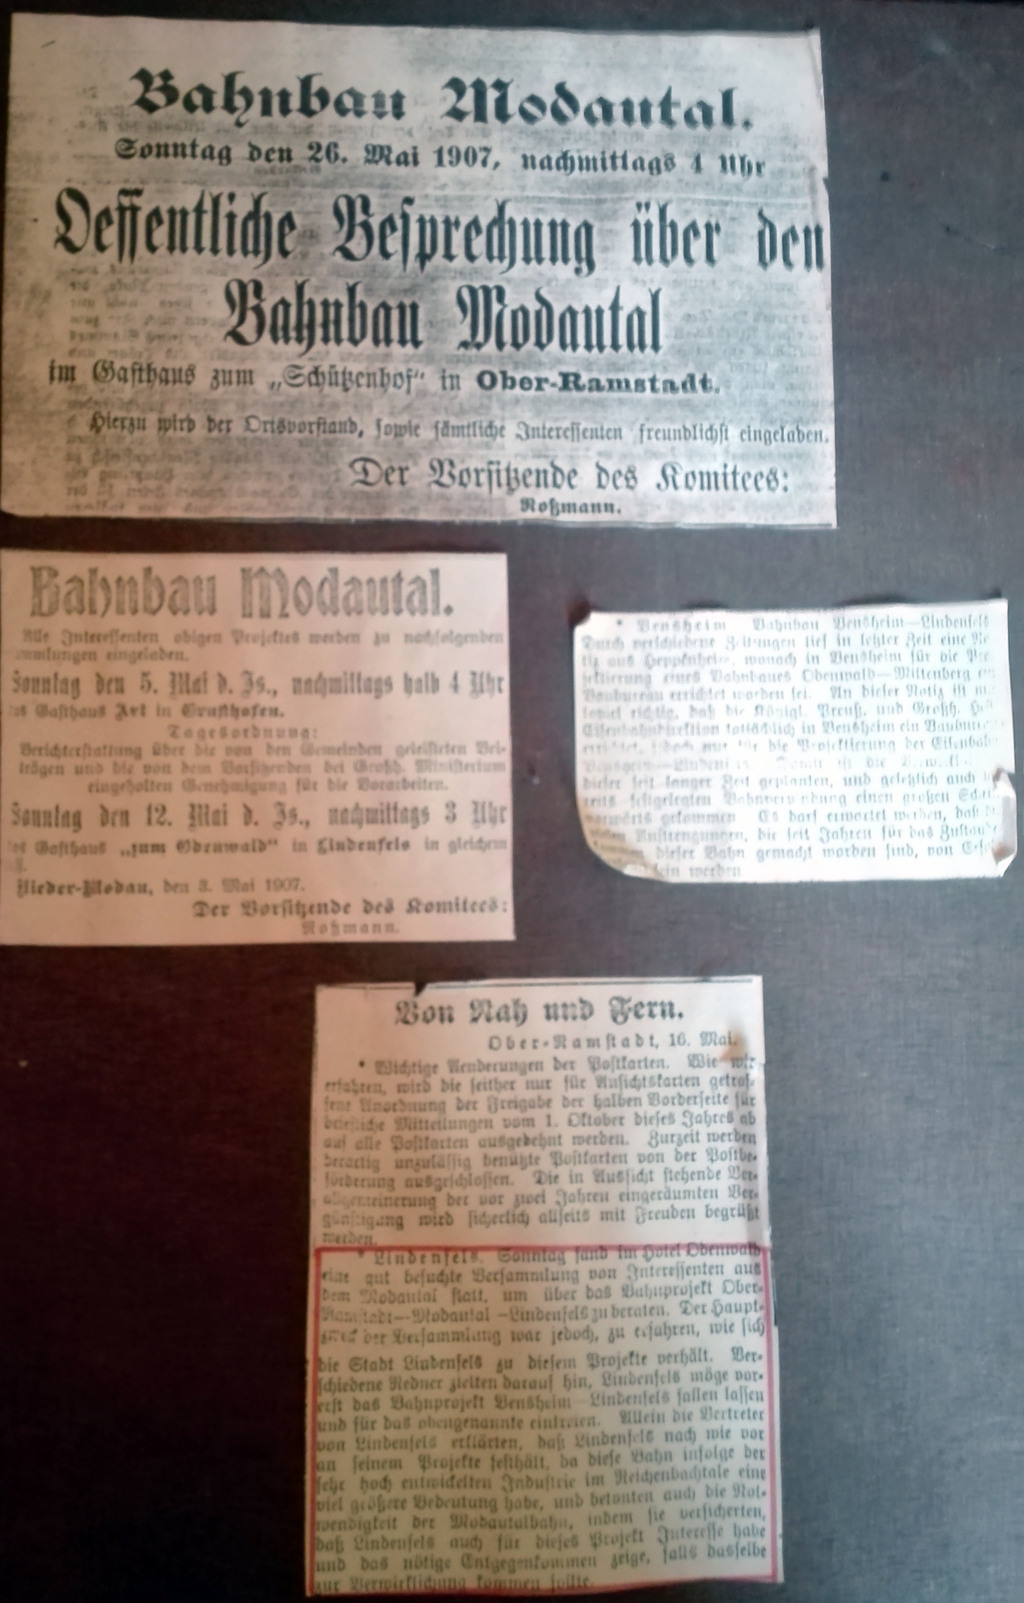 Bahnbau Modautal.
Sonntag den 26. Mai 1907, nachmittags 4 Uhr
Oeffentliche Besprechung über den
Bahnbau Modautal
im Gasthaus zum „Schützenhof“ in Ober-Ramstadt.
Hierzu wird der Ortsvorstand, sowie sämtliche Interessenten freundlichst eingeladen.
Der Vorsitzende des Komitees:
Roßmann.
Bahnbau Modautal.
Alle Interessenten obigen Projektes werden zu nachfolgenden
eingeladen.
Sonntag den 5. Mai d. Js., nachmittags halb 4 Uhr
Gasthaus in Ernsthofen.
Tagesordnung:
Berichterstattung über die von den Gemeinden geleisteten Bei-
trägen und die von dem Vorsitzenden bei Großh. Ministerium
eingeholten Genehmigung für die Vorarbeiten.
Sonntag den 12. Mai d. Js., nachmittags 3 Uhr
Gasthaus „zum Odenwald“ in Lindenfels in gleichem
Nieder-Modau, den 3. Mai 1907.
Der Vorsitzende des Komitees:
Roßmann.
* Bensheim Bahnbau Bensheim—Lindenfels
Durch verschiedene Zeitungen lief in letzter Zeit eine No-
tiz aus Heppenheim, wonach in Bensheim für die Pro-
jektierung eines Bahnbaues Odenwald—Miltenberg
Baubureau errichtet worden sei. An dieser Notiz ist
soviel richtig, daß die Königl. Preuß. und Großh.
Eisenbahndirektion tatsächlich in Bensheim ein
jedoch nur für die Projektierung der Eisenbahn
Somit ist die
dieser seit langer Zeit geplanten, und gesetzlich auch
festgelegten Bahnverbindung einen großen
vorwärts gekommen. Es darf erwartet werden, daß
Anstrengungen, die seit Jahren für das
dieser Bahn gemacht worden sind, von
sein werden.
Von Nah und Fern.
Ober-Ramstadt, 16. Mai.
* Wichtige Aenderungen der Postkarten. Wie wir
erfahren, wird die seither nur für Ansichtskarten getrof-
fene Anordnung der Freigabe der halben Vorderseite für
briefliche Mitteilungen vom 1. Oktober dieses Jahres ab
auf alle Postkarten ausgedehnt werden. Zurzeit werden
derartig unzulässig benützte Postkarten von der Postbe-
förderung ausgeschlossen. Die in Aussicht stehende Ver-
allgemeinerung der vor zwei Jahren eingeräumten Ver-
günstigung wird sicherlich allseits mit Freuden begrüßt
werden.
* Lindenfels. Sonntag fand im Hotel Odenwald
eine gut besuchte Versammlung von Interessenten aus
dem Modautal statt, um über das Bahnprojekt Ober-
Ramstadt—Modautal—Lindenfels zu beraten. Der Haupt-
zweck der Versammlung war jedoch, zu erfahren, wie sich
die Stadt Lindenfels zu diesem Projekte verhält. Ver-
schiedene Redner zielten darauf hin, Lindenfels möge vor-
erst das Bahnprojekt Bensheim—Lindenfels fallen lassen
und für das obengenannte eintreten. Allein die Vertreter
von Lindenfels erklärten, daß Lindenfels nach wie vor
an seinem Projekte festhält, da diese Bahn infolge der
sehr hoch entwickelten Industrie im Reichenbachtale eine
viel größere Bedeutung habe, und betonten auch die Not-
wendigkeit der Modautalbahn, indem sie versicherten,
daß Lindenfels auch für dieses Projekt Interesse habe
und das nötige Entgegenkommen zeige, falls dasselbe
zur Verwirklichung kommen sollte.